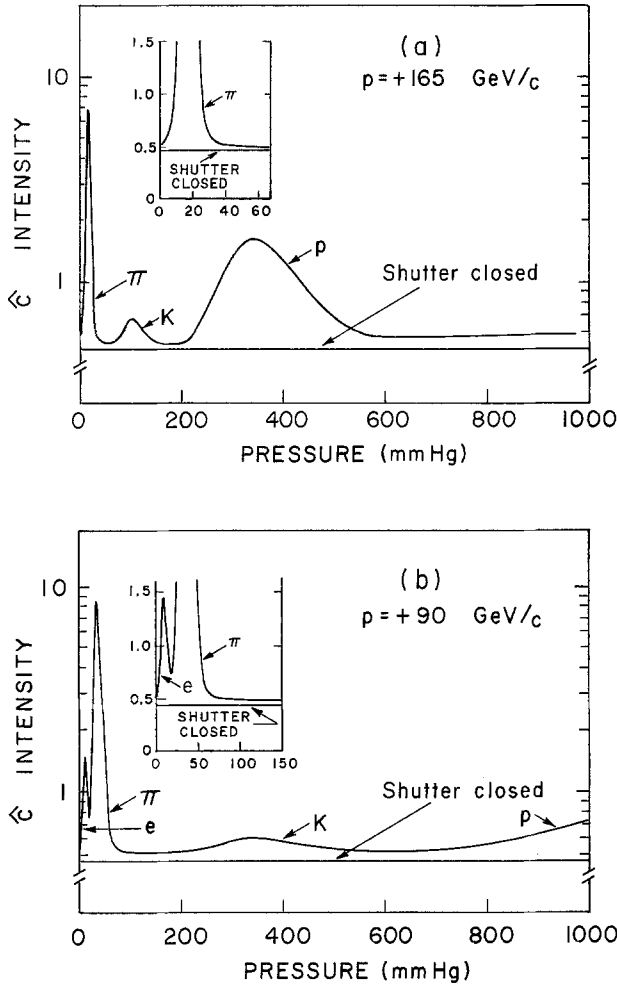 (a)
p = +165 GeV/c
Ĉ INTENSITY
10
1
1.5
1.0
0.5
0
π
SHUTTER
CLOSED
0 20 40 60
π
K
p
Shutter closed
0 200 400 600 800 1000
PRESSURE (mm Hg)
(b)
p = +90 GeV/c
Ĉ INTENSITY
10
1
1.5
1.0
0.5
0
π
e
SHUTTER
CLOSED
0 50 100 150
π
e
K
Shutter closed
p
0 200 400 600 800 1000
PRESSURE (mm Hg)